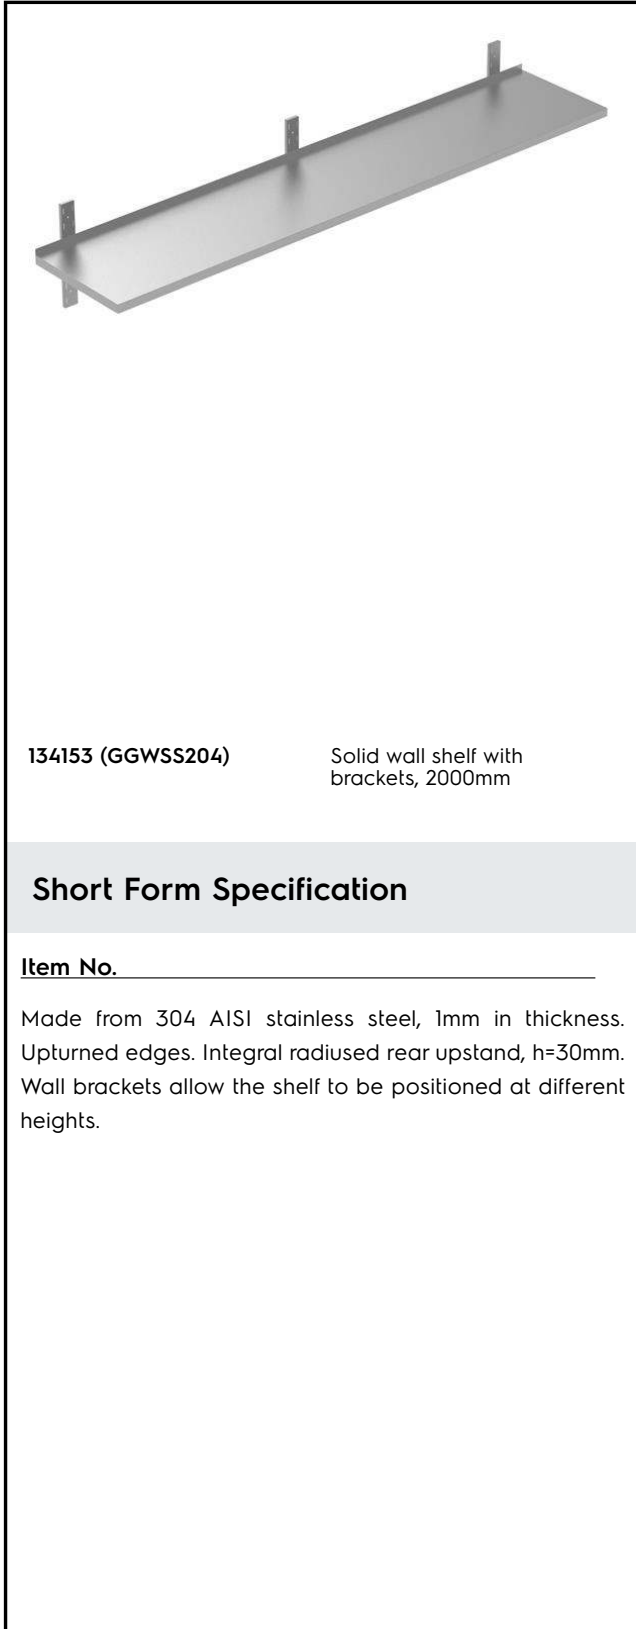 134153 (GGWSS204)
Solid wall shelf with
brackets, 2000mm
Short Form Specification
Item No.
Made from 304 AISI stainless steel, 1mm in thickness.
Upturned edges. Integral radiused rear upstand, h=30mm.
Wall brackets allow the shelf to be positioned at different
heights.